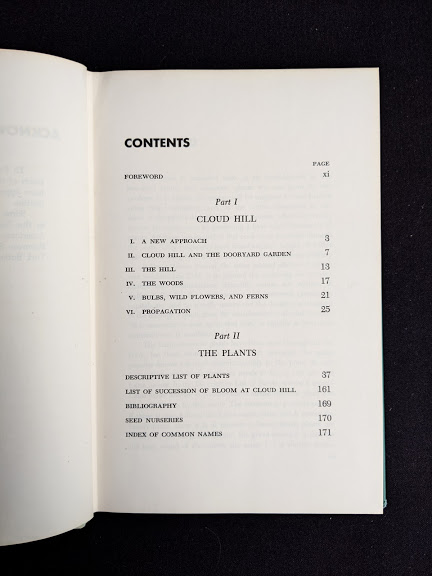 ACKNOW
CONTENTS
PAGE
FOREWORD xi
Part I
CLOUD HILL
I. A NEW APPROACH 3
II. CLOUD HILL AND THE DOORYARD GARDEN 7
III. THE HILL 13
IV. THE WOODS 17
V. BULBS, WILD FLOWERS, AND FERNS 21
VI. PROPAGATION 25
Part II
THE PLANTS
DESCRIPTIVE LIST OF PLANTS 37
LIST OF SUCCESSION OF BLOOM AT CLOUD HILL 161
BIBLIOGRAPHY 169
SEED NURSERIES 170
INDEX OF COMMON NAMES 171